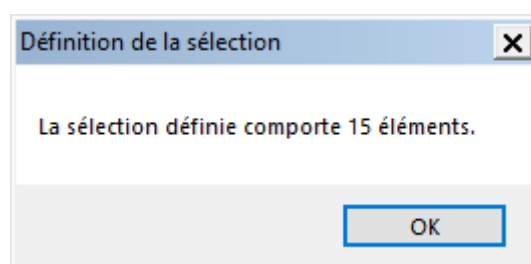 Définition de la sélection
La sélection définie comporte 15 éléments.
OK